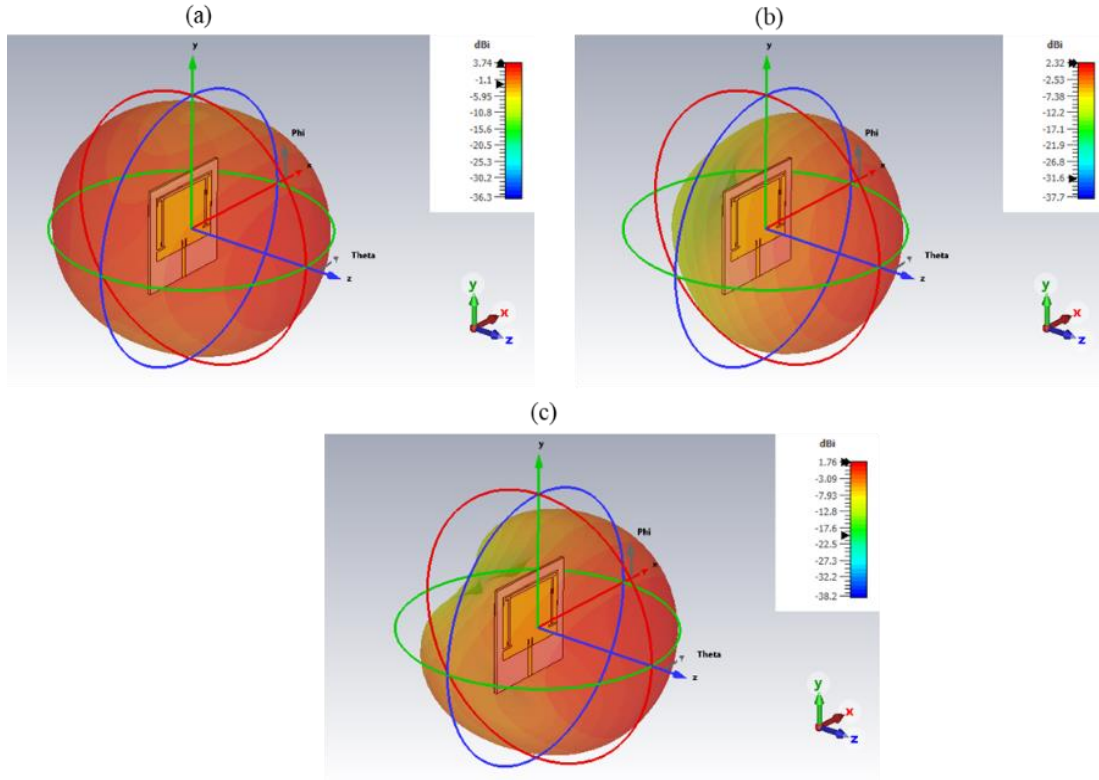 (a)
y
Phi
x
Theta
z
y
x
z
dBi
3.74
-1.1
-5.95
-10.8
-15.6
-20.5
-25.3
-30.2
-36.3
(b)
y
Phi
x
Theta
z
y
x
z
dBi
2.32
-2.53
-7.38
-12.2
-17.1
-21.9
-26.8
-31.6
-37.7
(c)
y
Phi
x
Theta
z
y
x
z
dBi
1.76
-3.09
-7.93
-12.8
-17.6
-22.5
-27.3
-32.2
-38.2